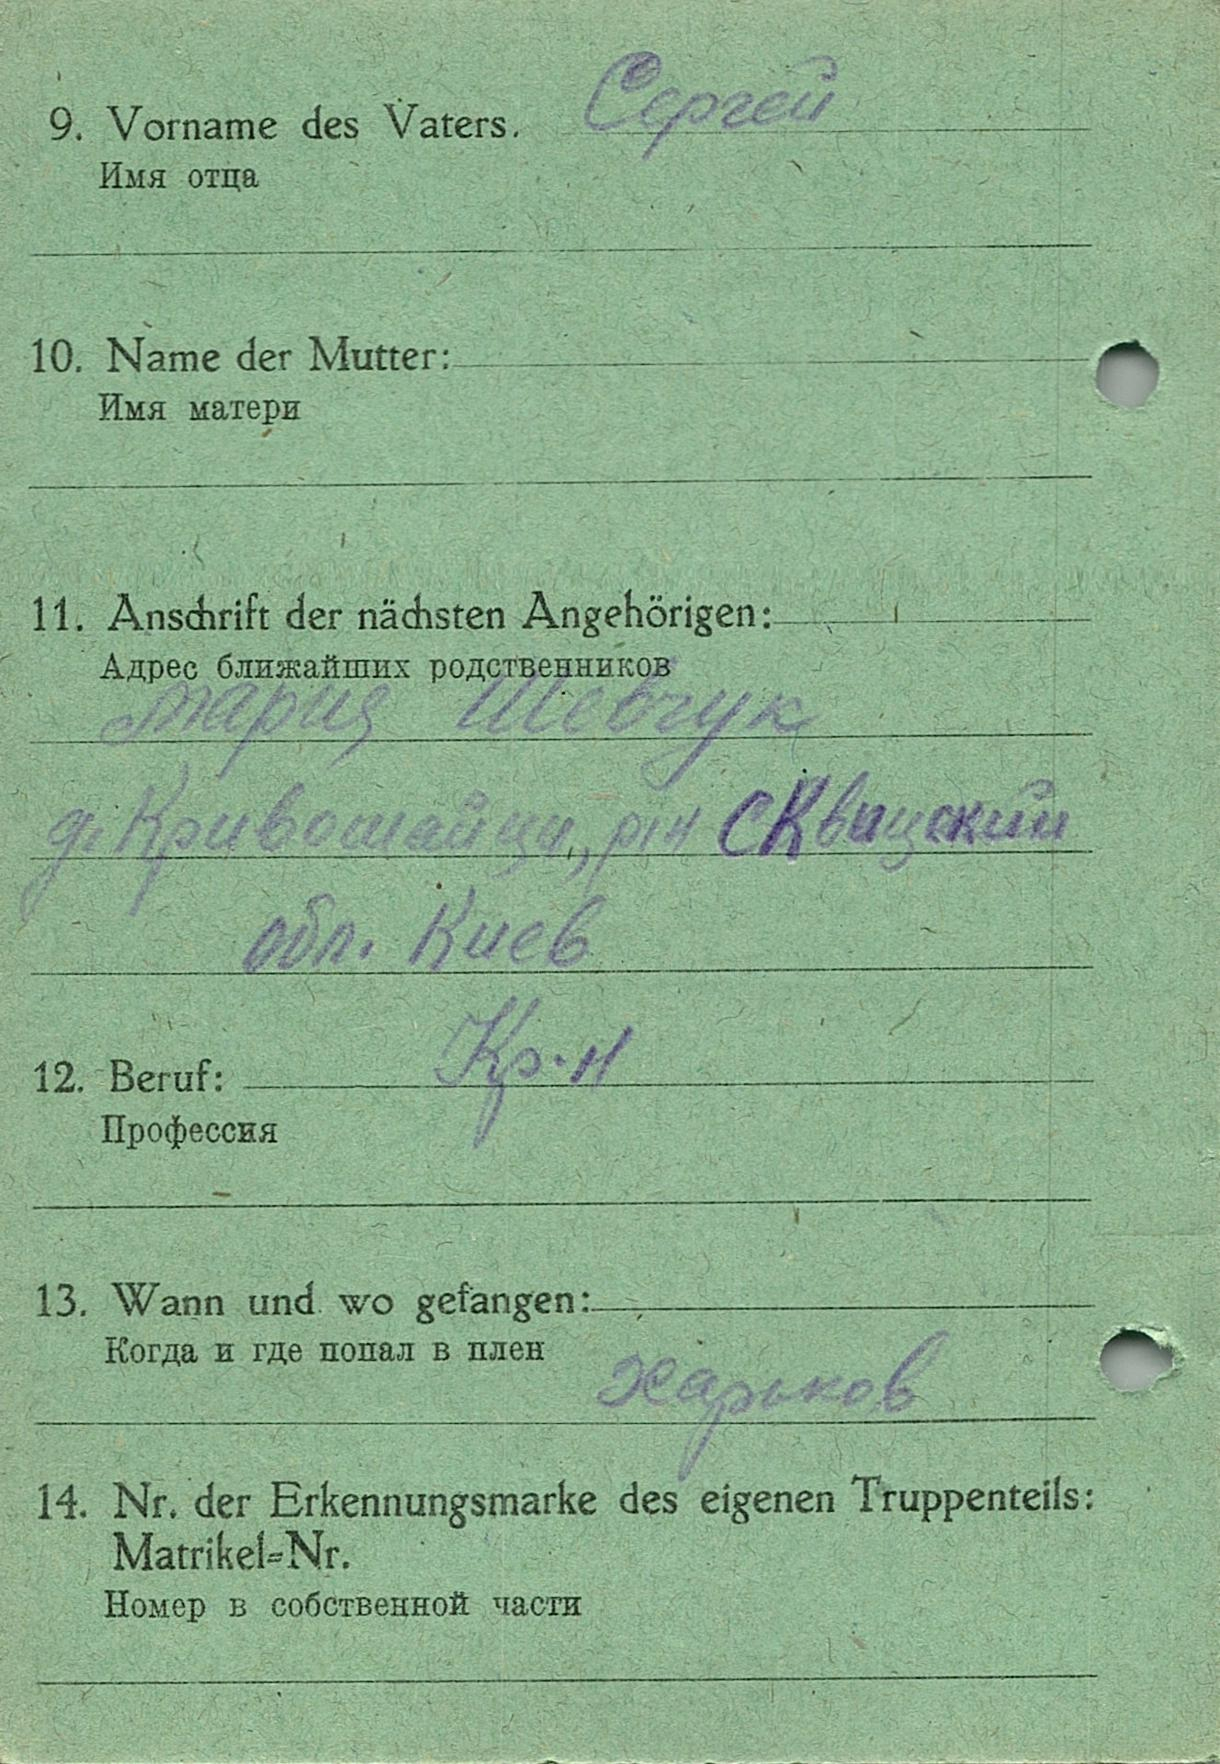 9. Vorname des Vaters. Сергей
Имя отца
10. Name der Mutter:
Имя матери
11. Anschrift der nächsten Angehörigen:
Адрес ближайших родственников
Мария Шевчук
д. Кривошайци, р/н СКвицский
обл. Киев
12. Beruf: Кр-н
Профессия
13. Wann und wo gefangen:
Когда и где попал в плен
Харьков
14. Nr. der Erkennungsmarke des eigenen Truppenteils:
Matrikel-Nr.
Номер в собственной части